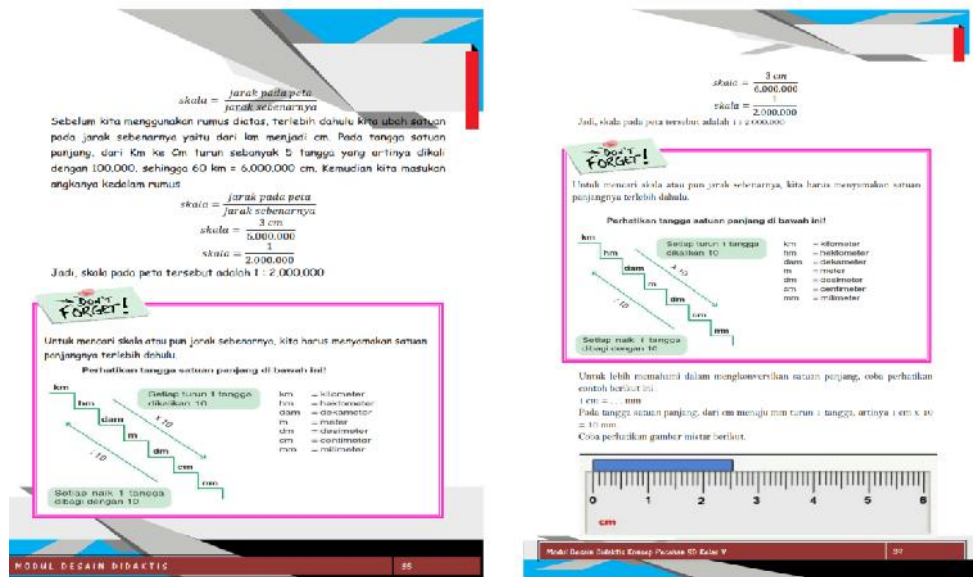 skala = jarak pada peta / jarak sebenarnya
Sebelum kita menggunakan rumus diatas, terlebih dahulu kita ubah satuan
pada jarak sebenarnya yaitu dari km menjadi cm. Pada tangga satuan
panjang, dari Km ke Cm turun sebanyak 5 tangga yang artinya dikali
dengan 100.000, sehingga 60 km = 6.000.000 cm. Kemudian kita masukan
angkanya kedalam rumus
skala = jarak pada peta / jarak sebenarnya
skala = 3 cm / 6.000.000
skala = 1 / 2.000.000
Jadi, skala pada peta tersebut adalah 1 : 2.000.000
DON'T
FORGET!
Untuk mencari skala atau pun jarak sebenarnya, kita harus menyamakan satuan
panjangnya terlebih dahulu.
Perhatikan tangga satuan panjang di bawah ini!
km
hm
dam
m
dm
cm
mm
Setiap turun 1 tangga
dikalikan 10
x 10
: 10
Setiap naik 1 tangga
dibagi dengan 10
km = kilometer
hm = hektometer
dam = dekameter
m = meter
dm = desimeter
cm = centimeter
mm = milimeter
MODUL DESAIN DIDAKTIS
skala = 3 cm / 6.000.000
skala = 1 / 2.000.000
Jadi, skala pada peta tersebut adalah 1 : 2.000.000
DON'T
FORGET!
Untuk mencari skala atau pun jarak sebenarnya, kita harus menyamakan satuan
panjangnya terlebih dahulu.
Perhatikan tangga satuan panjang di bawah ini!
km
hm
dam
m
dm
cm
mm
Setiap turun 1 tangga
dikalikan 10
x 10
: 10
Setiap naik 1 tangga
dibagi dengan 10
km = kilometer
hm = hektometer
dam = dekameter
m = meter
dm = desimeter
cm = centimeter
mm = milimeter
Untuk lebih memahami dalam mengkonversikan satuan panjang, coba perhatikan
contoh berikut ini
1 cm = ... mm
Pada tangga satuan panjang, dari cm menuju mm turun 1 tangga, artinya 1 cm x 10
= 10 mm
Coba perhatikan gambar mistar berikut.
0 1 2 3 4 5 6
cm
Modul Desain Didaktis Konsep Pecahan SD Kelas V